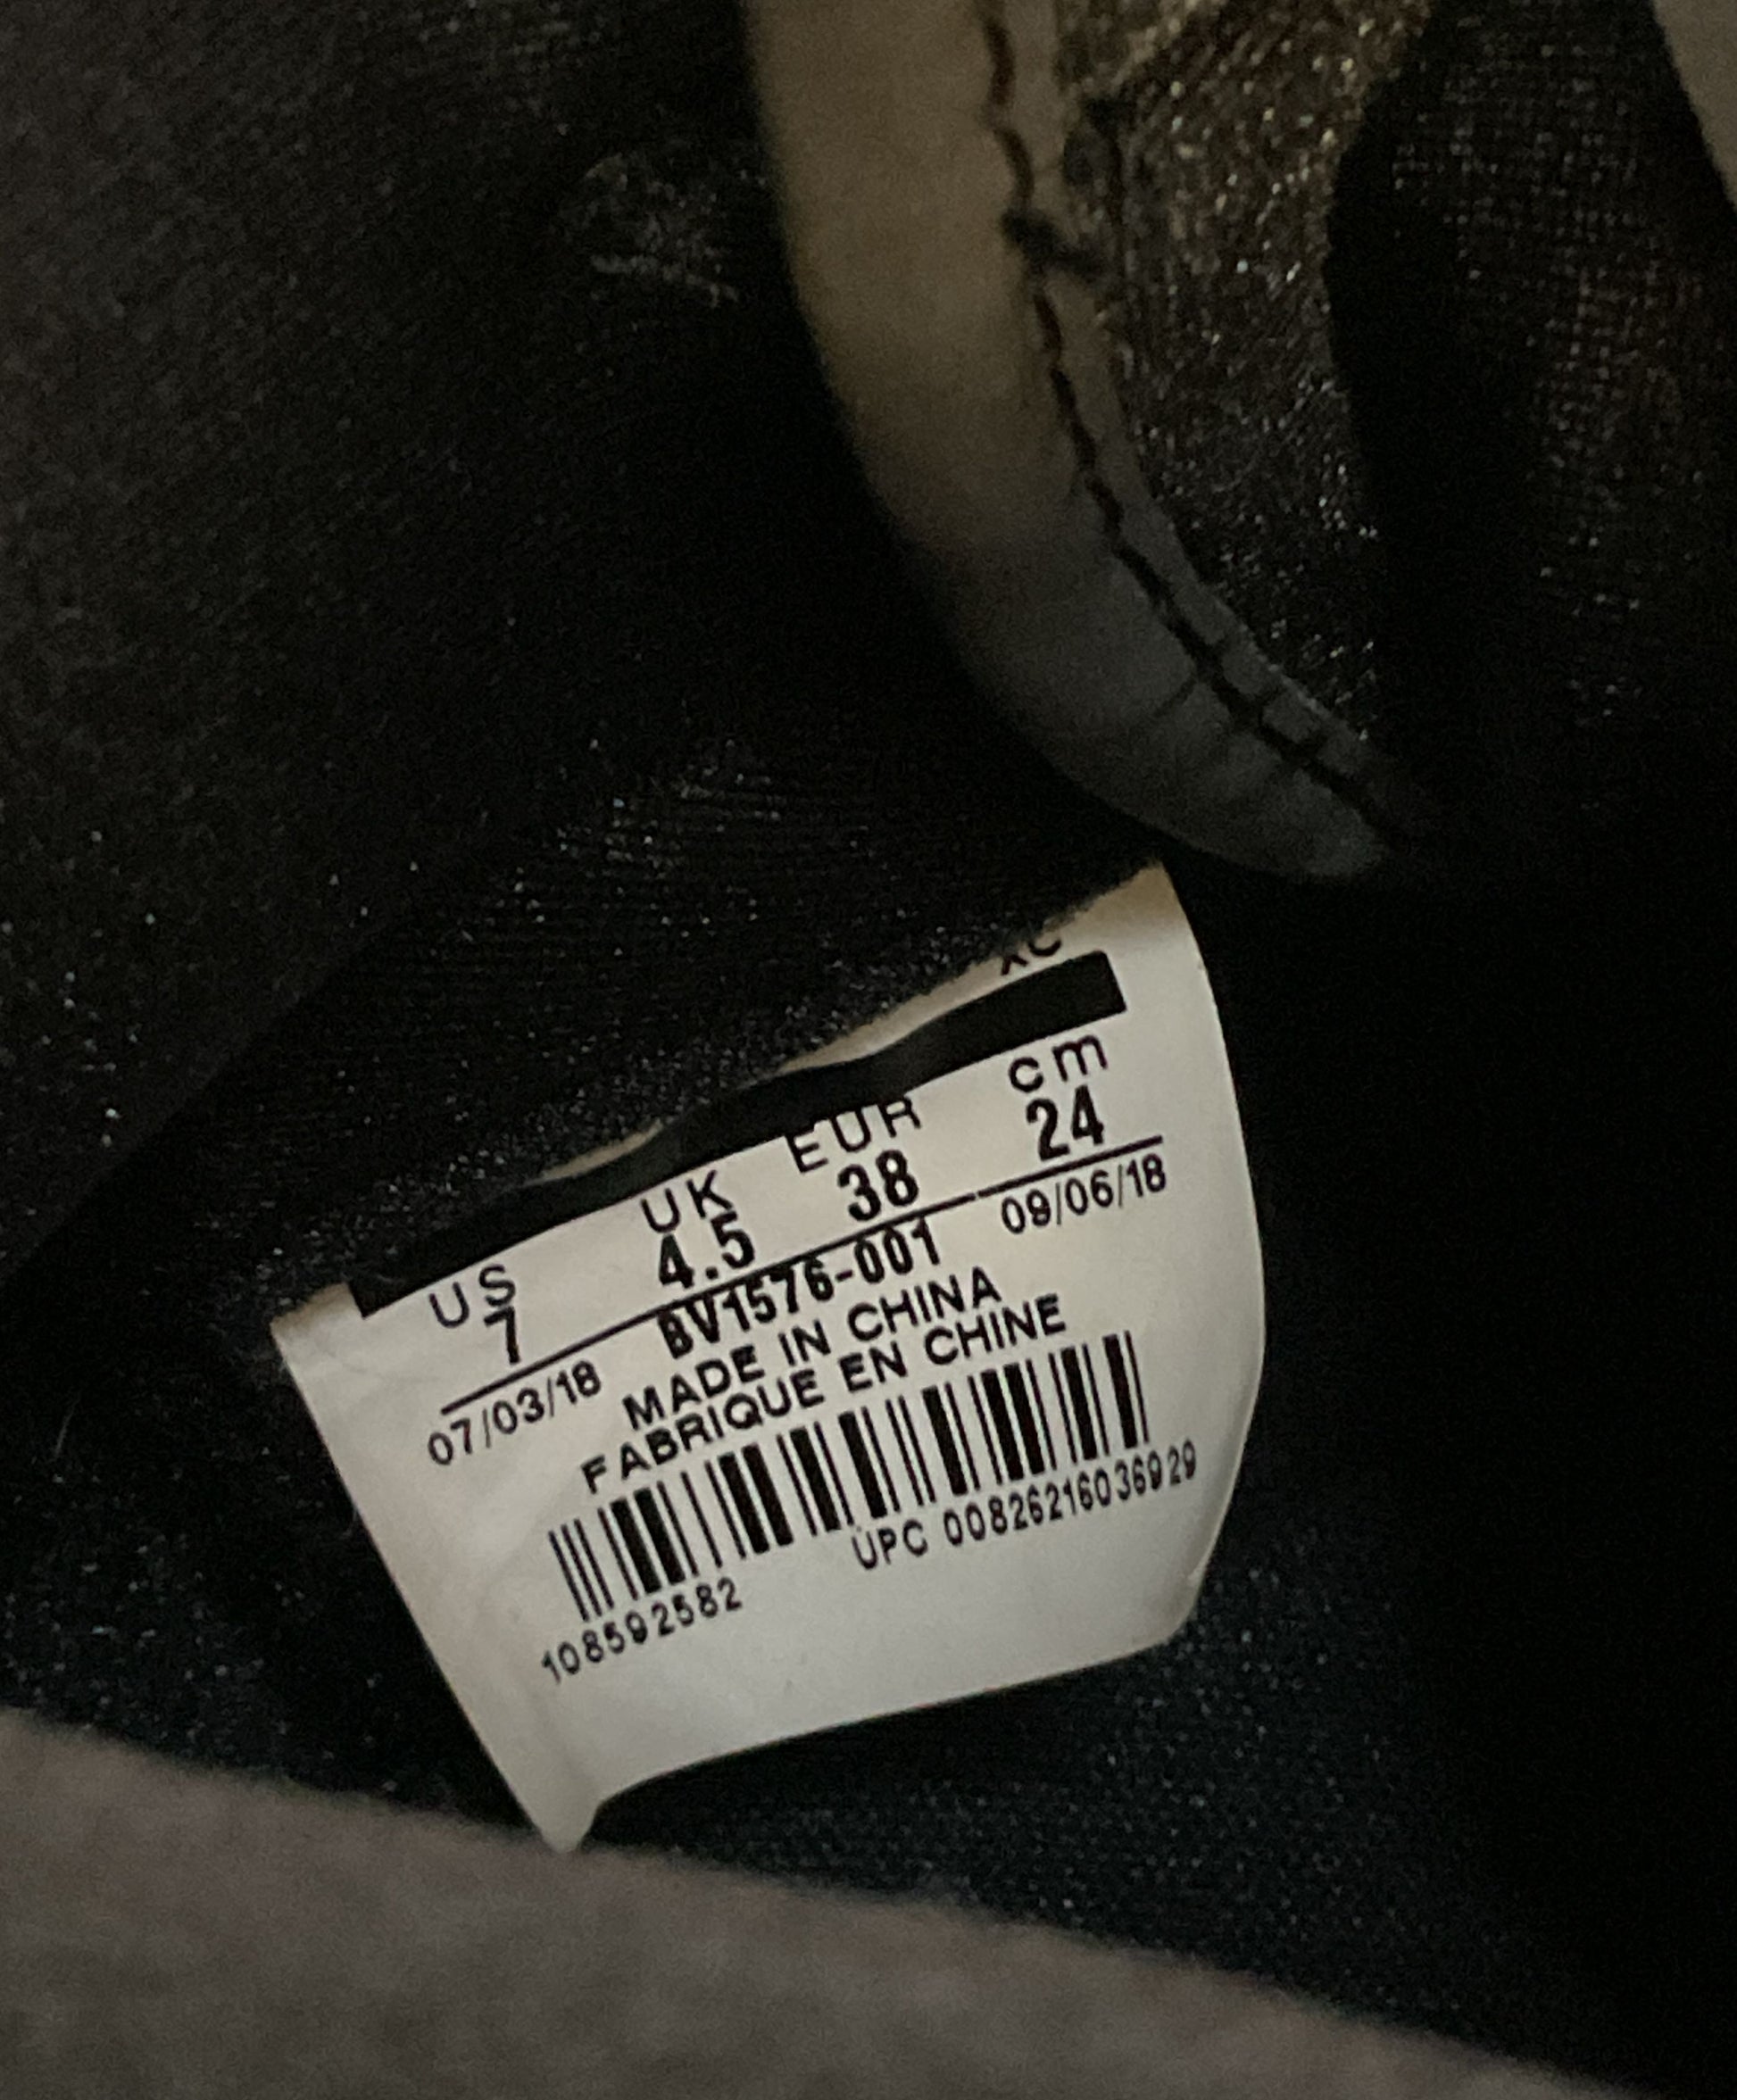 XC
US UK EUR cm
7 4.5 38 24
07/03/18 BV1576-001 09/06/18
MADE IN CHINA
FABRIQUE EN CHINE
UPC 00826216036929
108592582